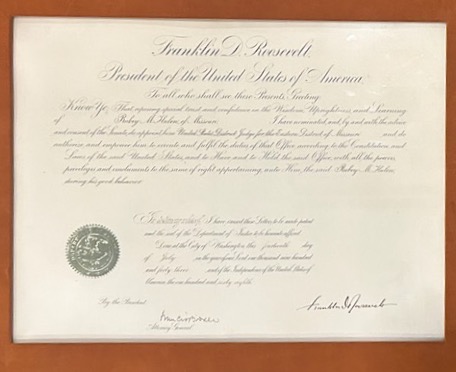 Franklin D. Roosevelt,
President of the United States of America.
To all who shall see these Presents, Greeting:
Know Ye, That reposing special trust and confidence in the Wisdom, Uprightness, and Learning
of Rubey M. Hulen, of Missouri I have nominated, and, by and with the advice
and consent of the Senate, do appoint him United States District Judge for the Eastern District of Missouri and do
authorize and empower him to execute and fulfil the duties of that Office according to the Constitution and
Laws of the said United States, and to Have and to Hold the said Office, with all the powers,
privileges and emoluments to the same of right appertaining, unto Him, the said Rubey M. Hulen
during his good behavior
In testimony whereof, I have caused these Letters to be made patent
and the seal of the Department of Justice to be hereunto affixed.
Done at the City of Washington this fourteenth day
of July in the year of our Lord one thousand nine hundred
and forty three and of the Independence of the United States of
America the one hundred and sixty eighth
By the President:
Franklin D Roosevelt
Attorney General